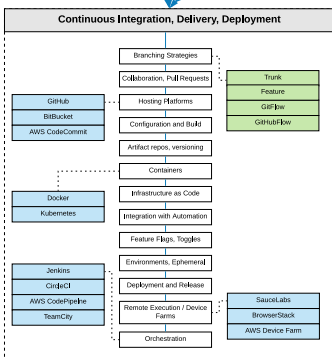 Continuous Integration, Delivery, Deployment
Branching Strategies
Collaboration, Pull Requests
Trunk
Feature
GitFlow
GitHubFlow
GitHub
BitBucket
AWS CodeCommit
Hosting Platforms
Configuration and Build
Artifact repos, versioning
Containers
Docker
Kubernetes
Infrastructure as Code
Integration with Automation
Feature Flags, Toggles
Environments, Ephemeral
Jenkins
CircleCI
AWS CodePipelne
TeamCity
Deployment and Release
Remote Execution / Device
Farms
SauceLabs
BrowserStack
AWS Device Farm
Orchestration